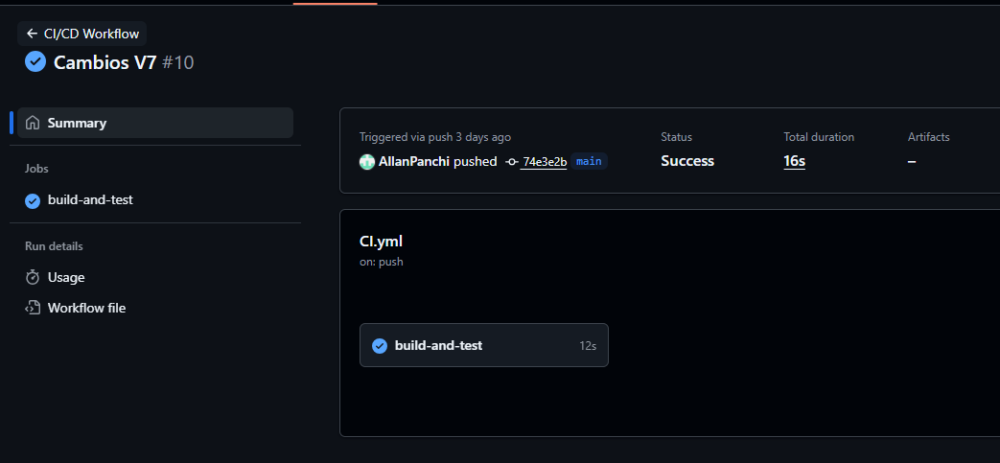 CI/CD Workflow
Cambios V7 #10
Summary
Jobs
build-and-test
Run details
Usage
Workflow file
Triggered via push 3 days ago
AllanPanchi pushed 74e3e2b main
Status
Success
Total duration
16s
Artifacts
–
CI.yml
on: push
build-and-test 12s